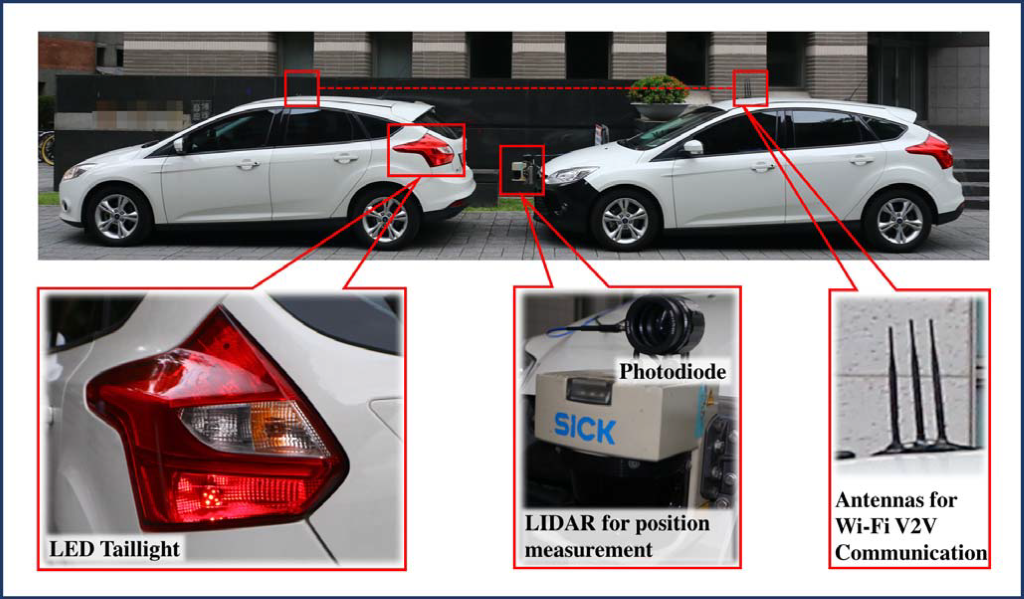 Photodiode
SICK
LED Taillight
LIDAR for position
measurement
Antennas for
Wi-Fi V2V
Communication